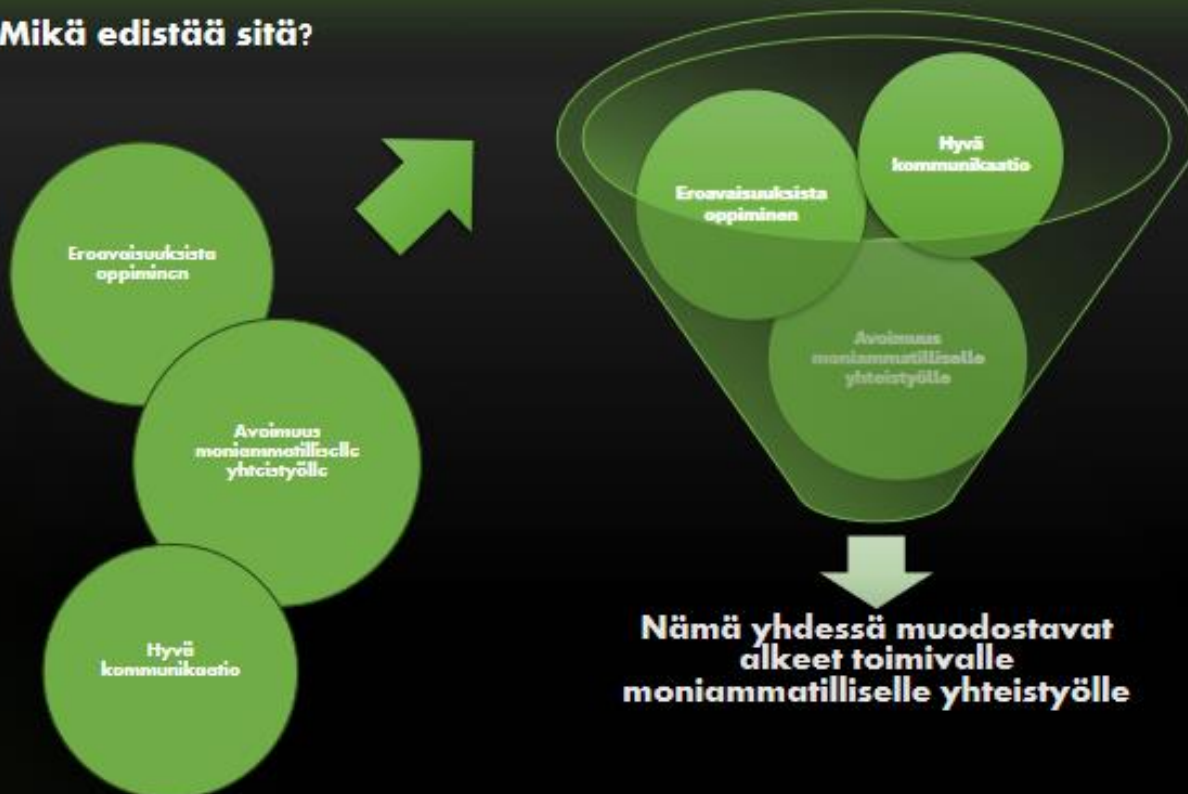 Mikä edistää sitä?
Eroavaisuuksista
oppiminen
Avoimuus
moniammatilliselle
yhteistyölle
Hyvä
kommunikaatio
Hyvä
kommunikaatio
Eroavaisuuksista
oppiminen
Avoimuus
moniammatilliselle
yhteistyölle
Nämä yhdessä muodostavat
alkeet toimivalle
moniammatilliselle yhteistyölle